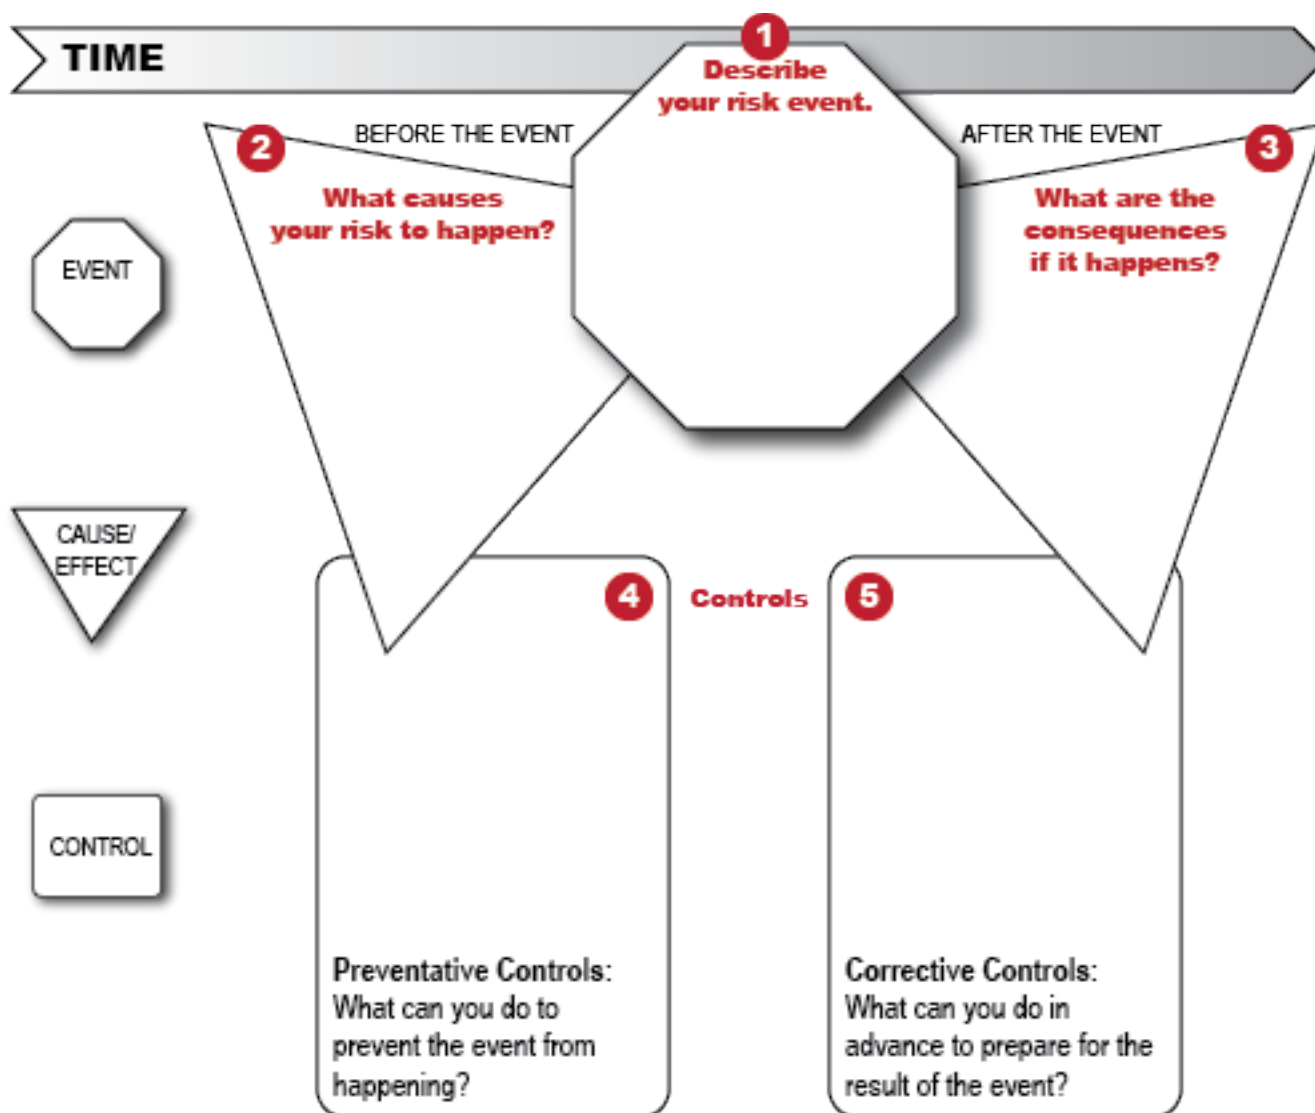 TIME
1
Describe
your risk event.
BEFORE THE EVENT
AFTER THE EVENT
2
What causes
your risk to happen?
3
What are the
consequences
if it happens?
EVENT
CAUSE/
EFFECT
CONTROL
4
Controls
5
Preventative Controls:
What can you do to
prevent the event from
happening?
Corrective Controls:
What can you do in
advance to prepare for the
result of the event?